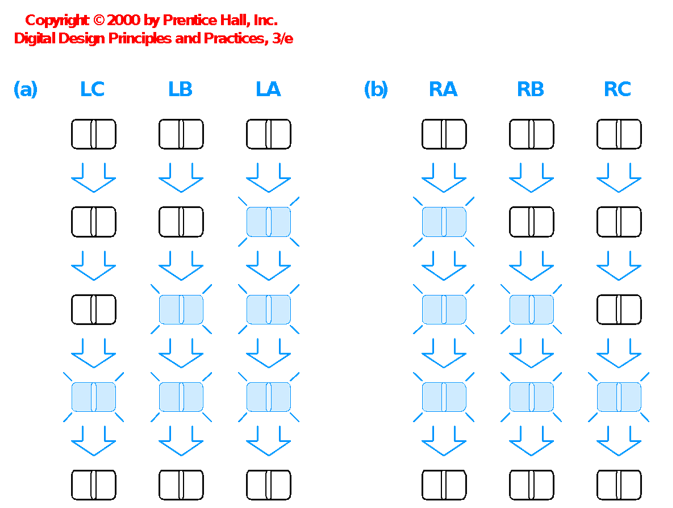 Copyright © 2000 by Prentice Hall, Inc.
Digital Design Principles and Practices, 3/e
(a) LC LB LA (b) RA RB RC